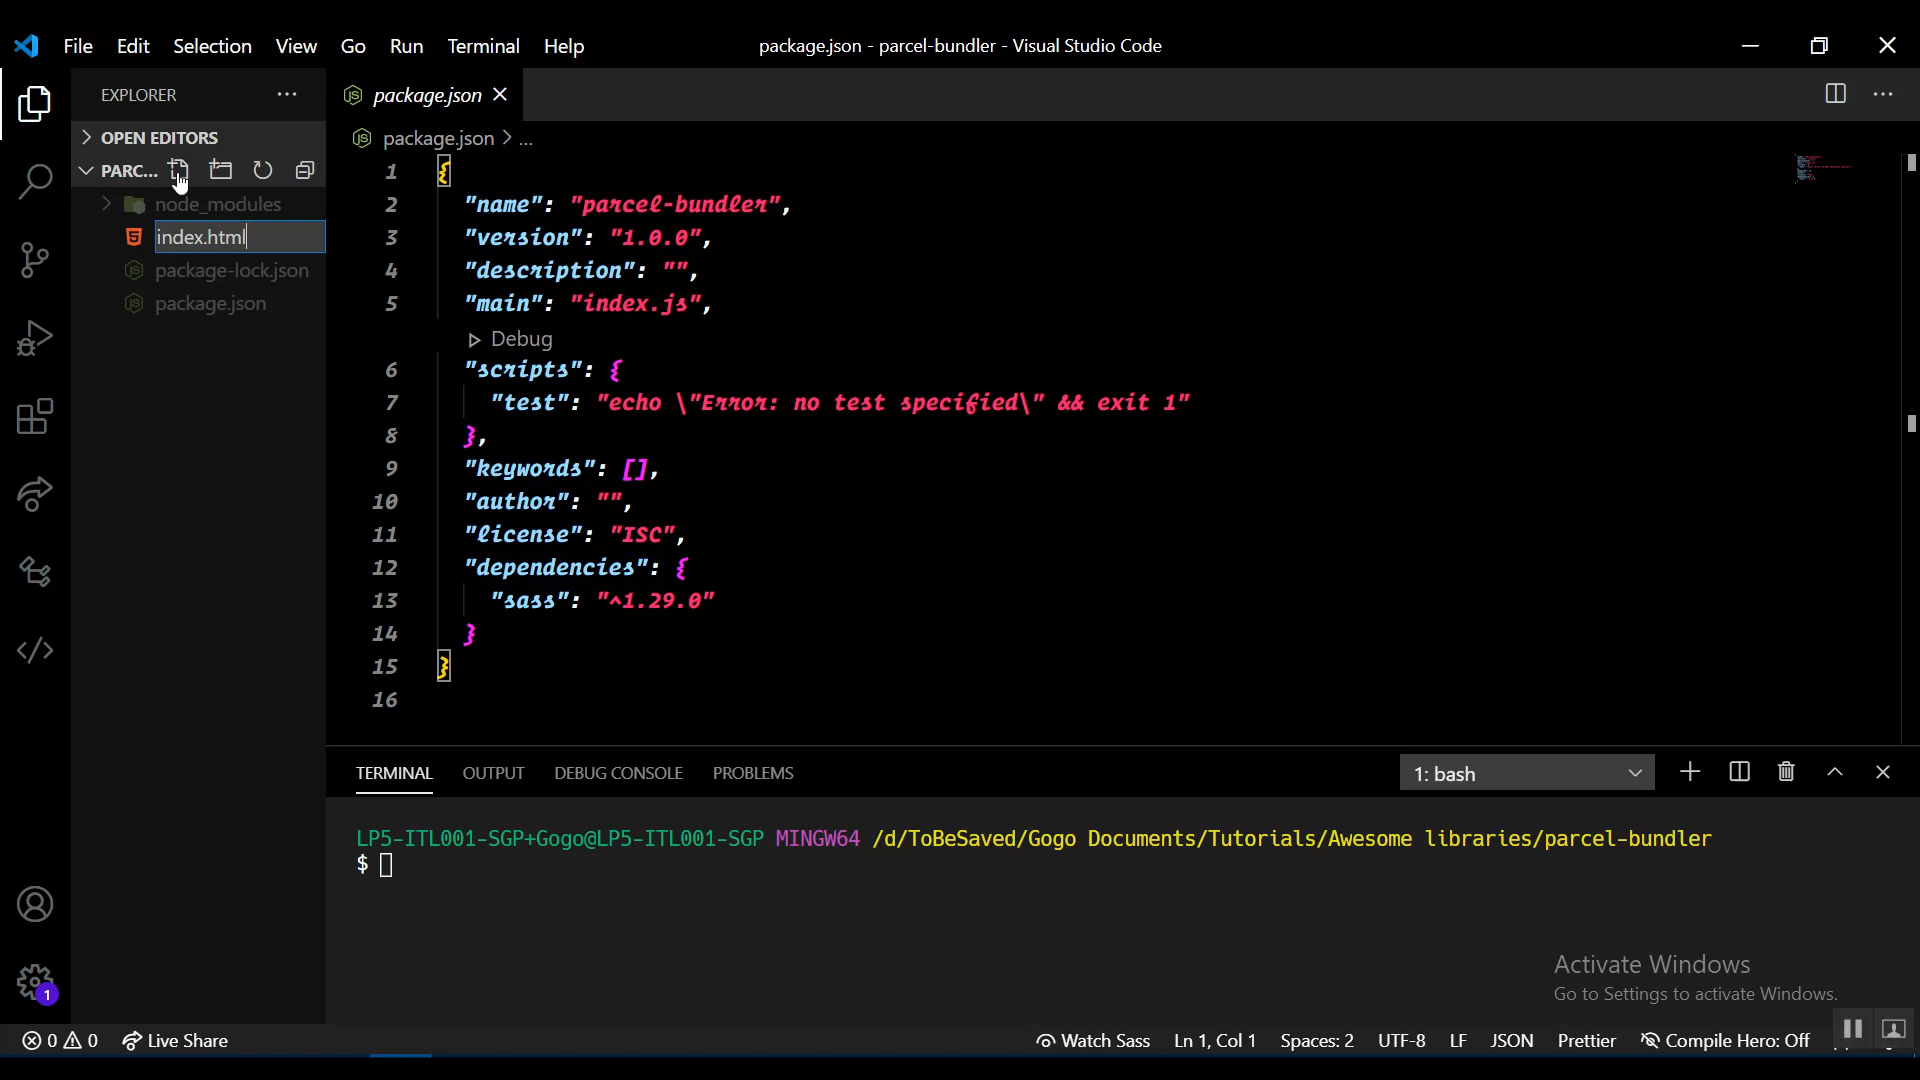 File Edit Selection View Go Run Terminal Help
package.json - parcel-bundler - Visual Studio Code
EXPLORER
OPEN EDITORS
PARC...
node_modules
index.html
package-lock.json
package.json
package.json
package.json > ...
1 {
2 "name": "parcel-bundler",
3 "version": "1.0.0",
4 "description": "",
5 "main": "index.js",
Debug
6 "scripts": {
7 "test": "echo \"Error: no test specified\" && exit 1"
8 },
9 "keywords": [],
10 "author": "",
11 "license": "ISC",
12 "dependencies": {
13 "sass": "^1.29.0"
14 }
15 }
16
TERMINAL OUTPUT DEBUG CONSOLE PROBLEMS
1: bash
LP5-ITL001-SGP+Gogo@LP5-ITL001-SGP MINGW64 /d/ToBeSaved/Gogo Documents/Tutorials/Awesome libraries/parcel-bundler
$
Activate Windows
Go to Settings to activate Windows.
1
0 0 Live Share
Watch Sass Ln 1, Col 1 Spaces: 2 UTF-8 LF JSON Prettier Compile Hero: Off